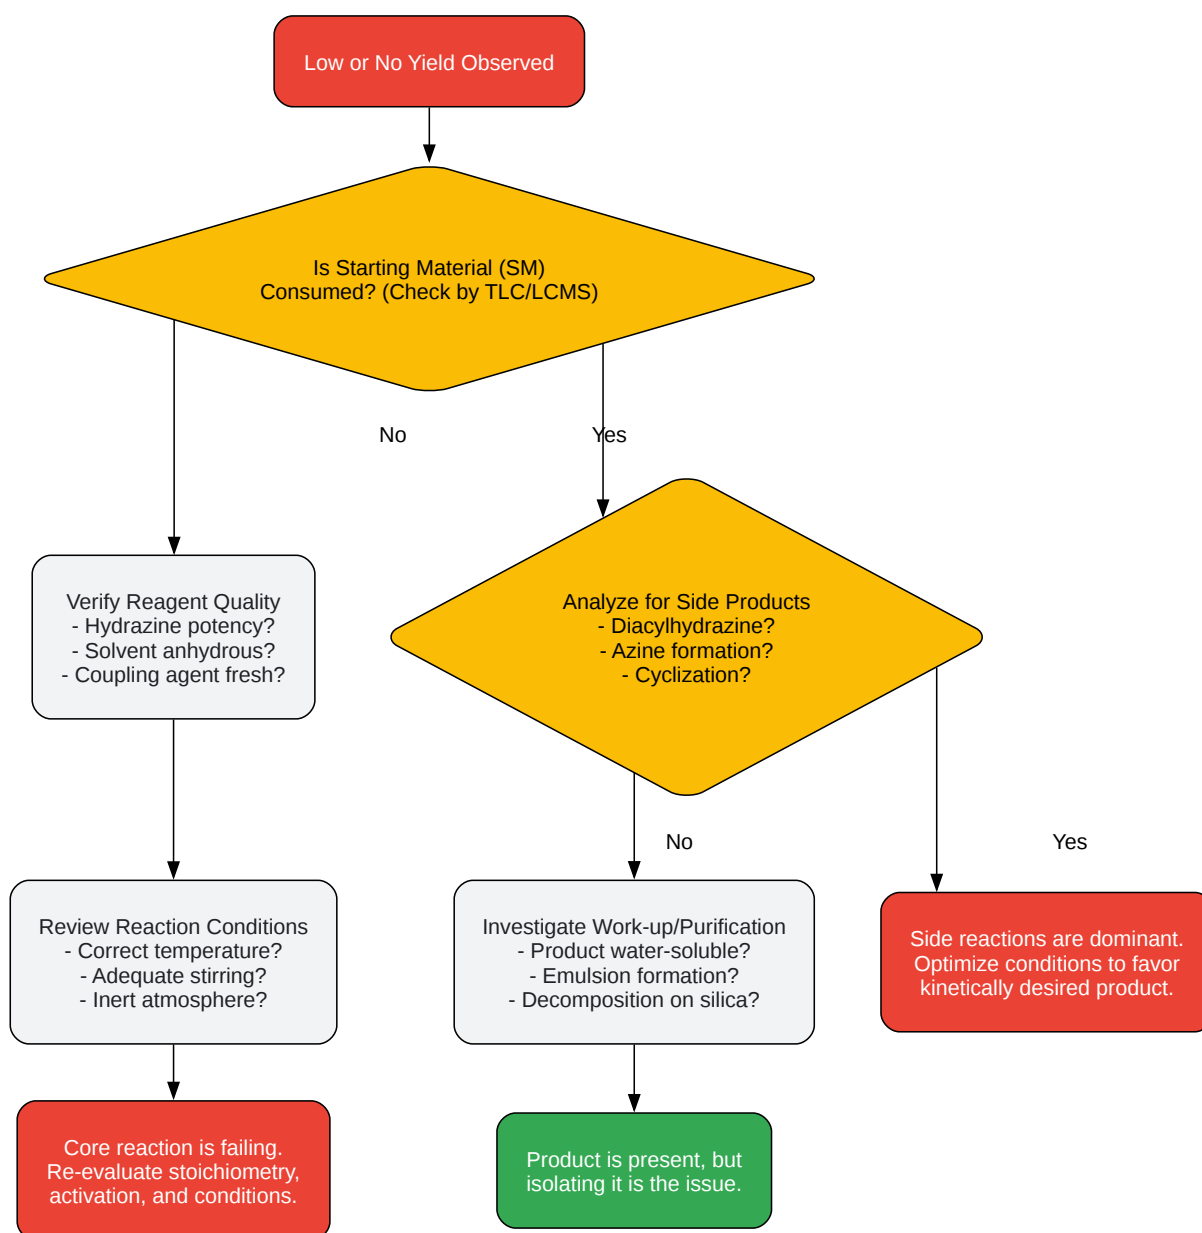 Low or No Yield Observed
Is Starting Material (SM)
Consumed? (Check by TLC/LCMS)
No
Yes
Verify Reagent Quality
- Hydrazine potency?
- Solvent anhydrous?
- Coupling agent fresh?
Analyze for Side Products
- Diacylhydrazine?
- Azine formation?
- Cyclization?
No
Yes
Review Reaction Conditions
- Correct temperature?
- Adequate stirring?
- Inert atmosphere?
Investigate Work-up/Purification
- Product water-soluble?
- Emulsion formation?
- Decomposition on silica?
Side reactions are dominant.
Optimize conditions to favor
kinetically desired product.
Core reaction is failing.
Re-evaluate stoichiometry,
activation, and conditions.
Product is present, but
isolating it is the issue.